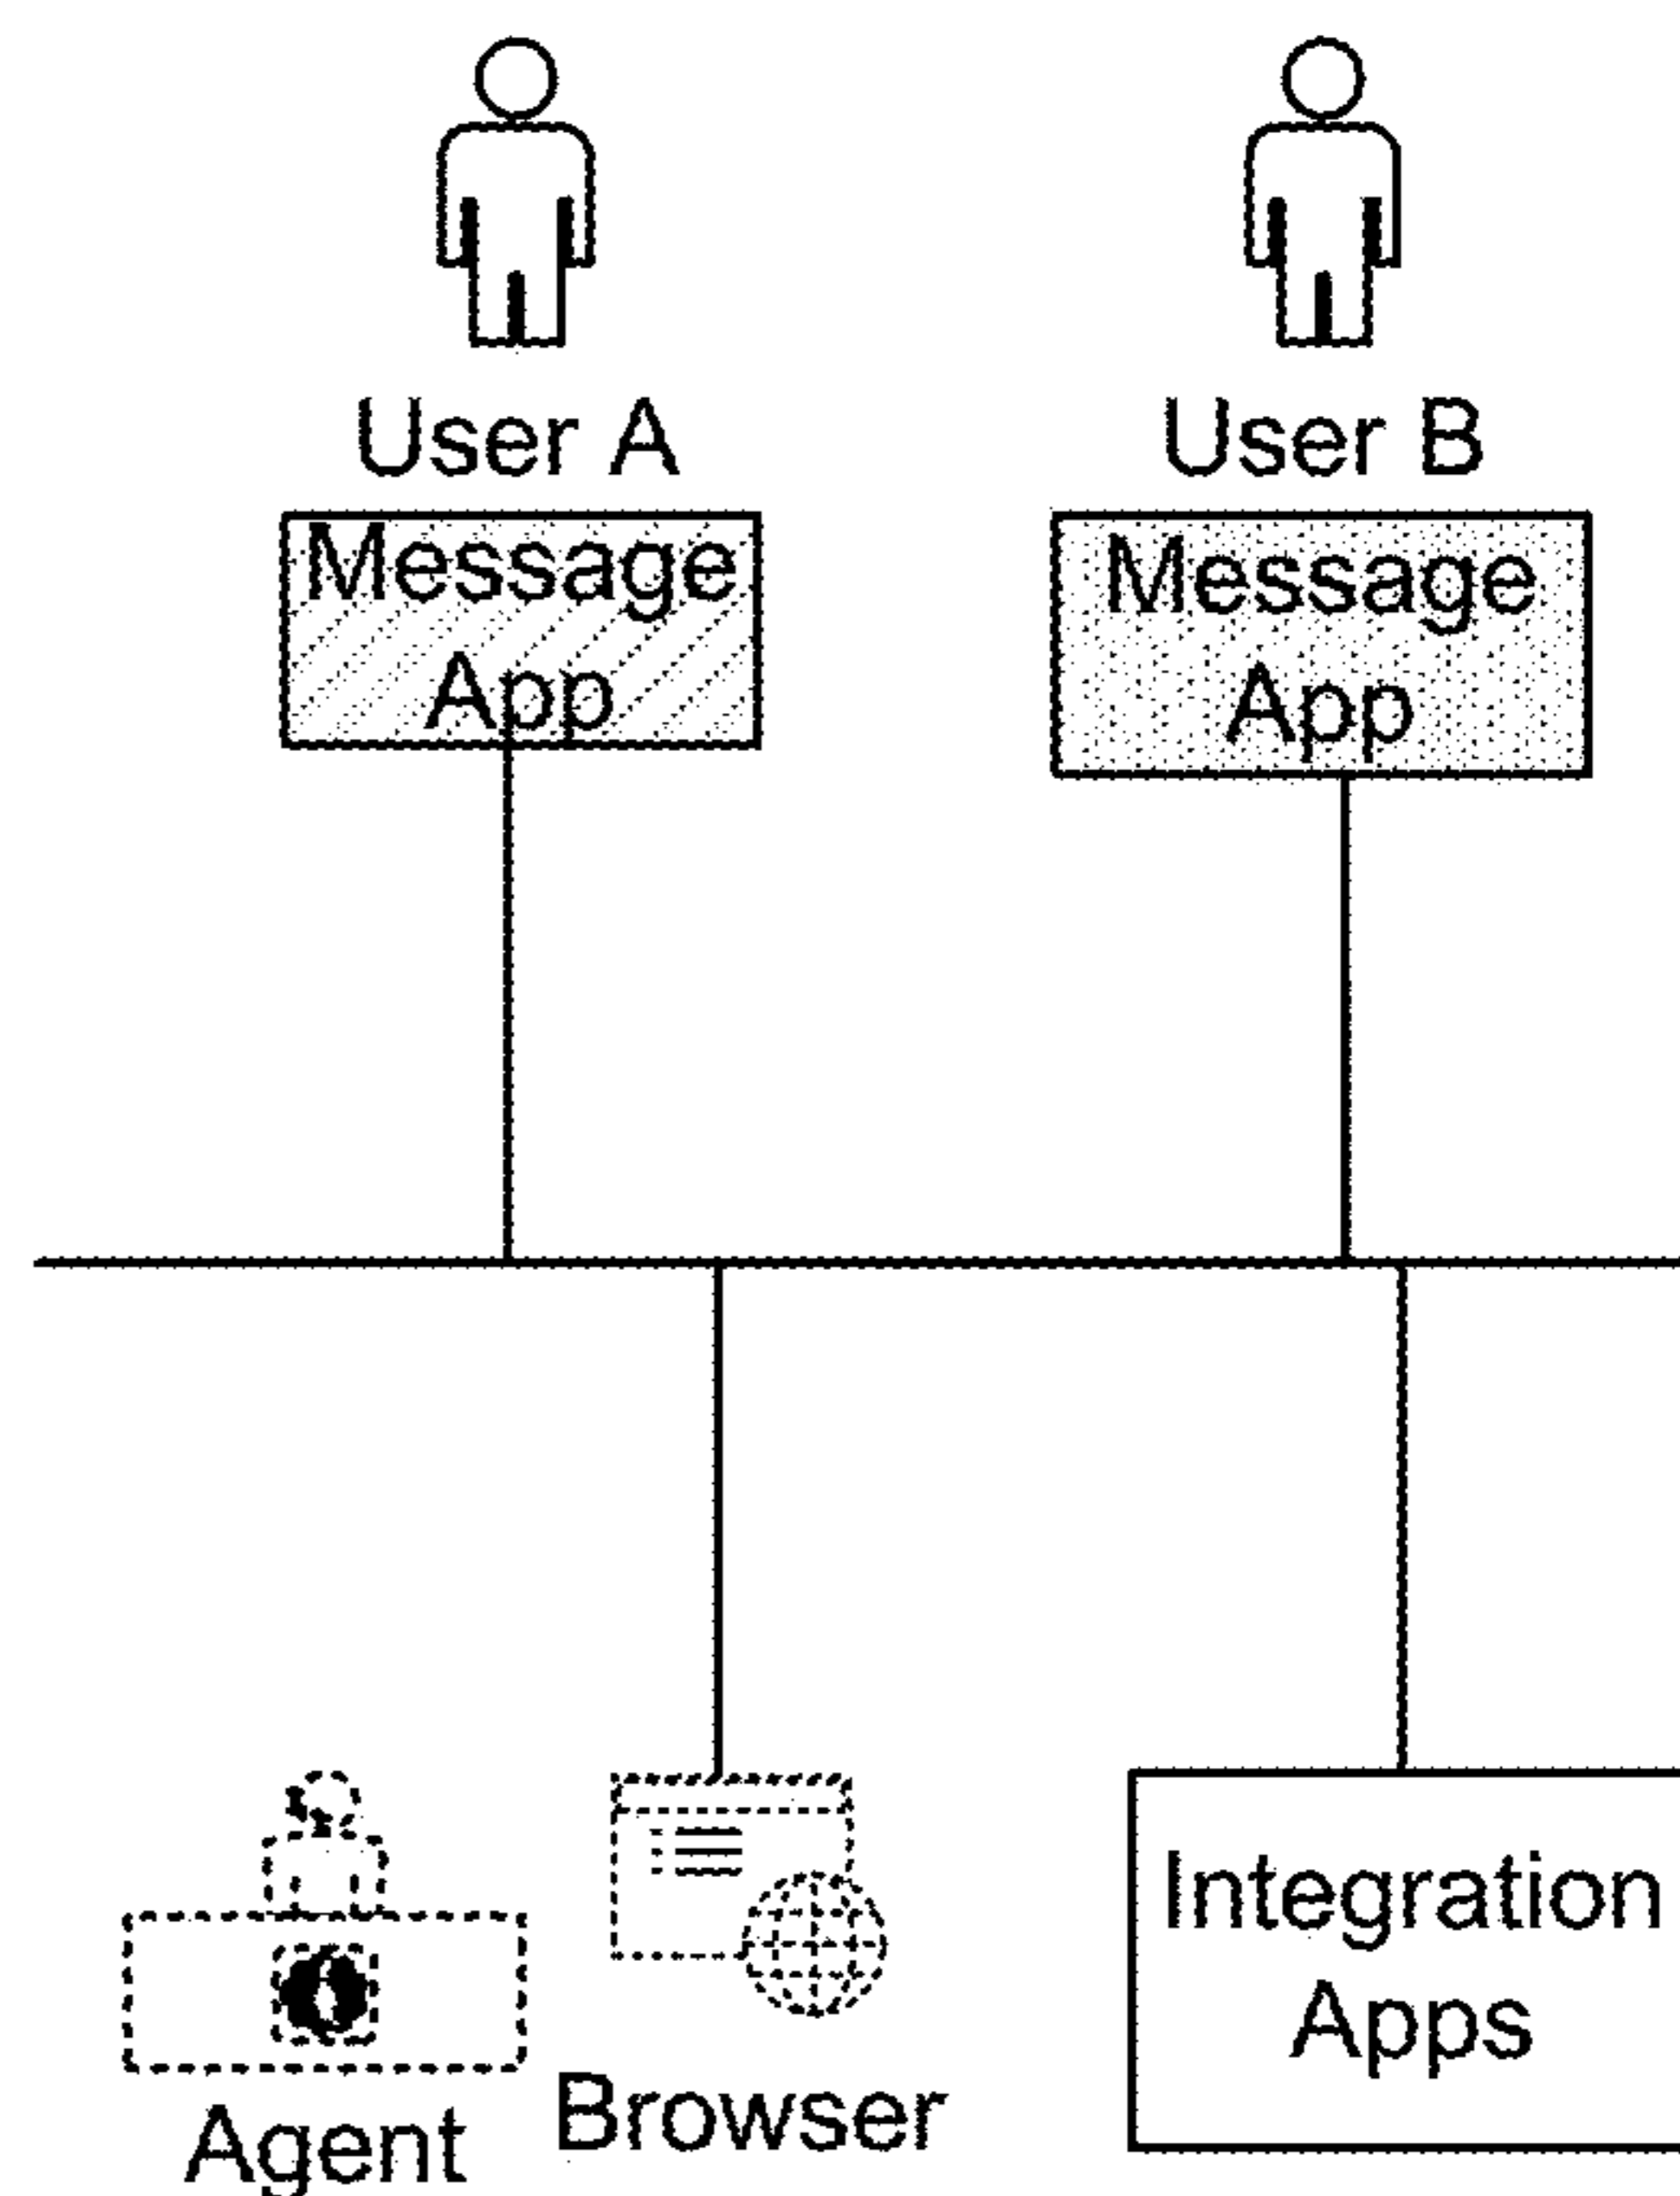 User A
User B
Message
App
Message
App
Integration
Apps
Browser
Agent